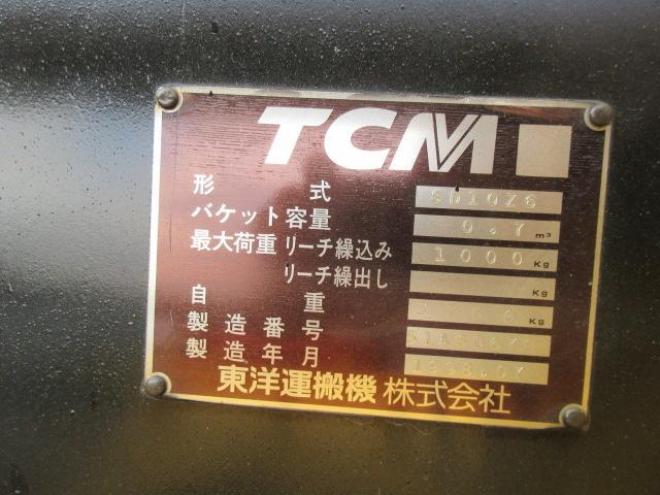 TCM
形式 SD10Z6
バケット容量 0.7 m³
最大荷重 リーチ繰込み 1000 Kg
リーチ繰出し Kg
自重 Kg
製造番号
製造年月
東洋運搬機株式会社